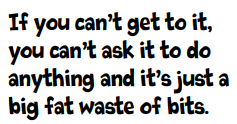 If you can't get to it,
you can't ask it to do
anything and it's just a
big fat waste of bits.